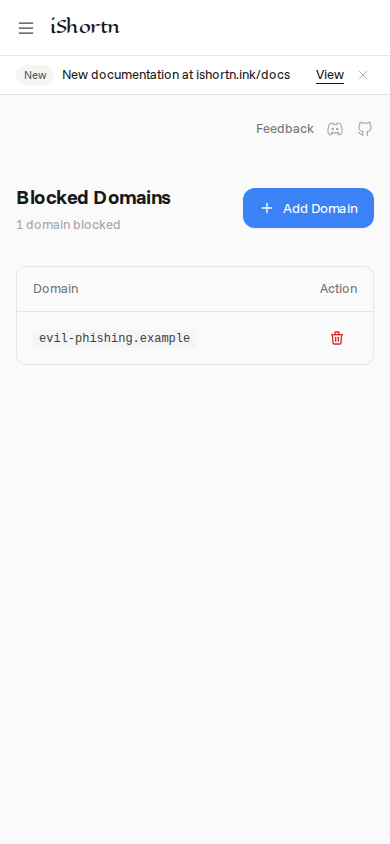 iShortn
New New documentation at ishortn.ink/docs View
Feedback
Blocked Domains
1 domain blocked
Add Domain
Domain Action
evil-phishing.example